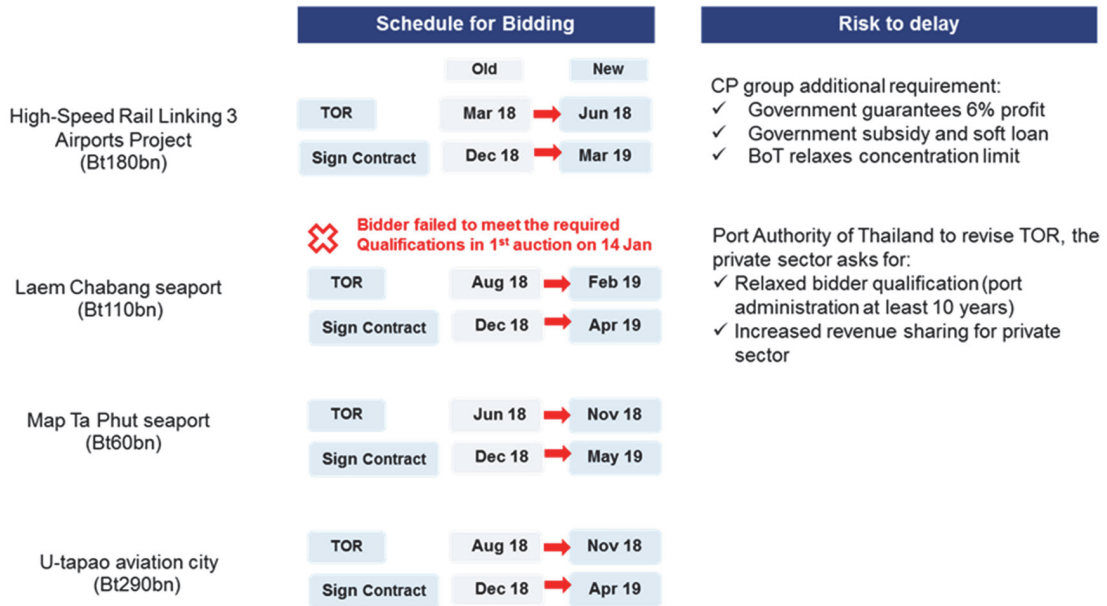 Schedule for Bidding
Risk to delay
Old
New
High-Speed Rail Linking 3
Airports Project
(Bt180bn)
TOR
Mar 18
Jun 18
Sign Contract
Dec 18
Mar 19
CP group additional requirement:
✓ Government guarantees 6% profit
✓ Government subsidy and soft loan
✓ BoT relaxes concentration limit
Bidder failed to meet the required
Qualifications in 1st auction on 14 Jan
Laem Chabang seaport
(Bt110bn)
TOR
Aug 18
Feb 19
Sign Contract
Dec 18
Apr 19
Port Authority of Thailand to revise TOR, the
private sector asks for:
✓ Relaxed bidder qualification (port
administration at least 10 years)
✓ Increased revenue sharing for private
sector
Map Ta Phut seaport
(Bt60bn)
TOR
Jun 18
Nov 18
Sign Contract
Dec 18
May 19
U-tapao aviation city
(Bt290bn)
TOR
Aug 18
Nov 18
Sign Contract
Dec 18
Apr 19